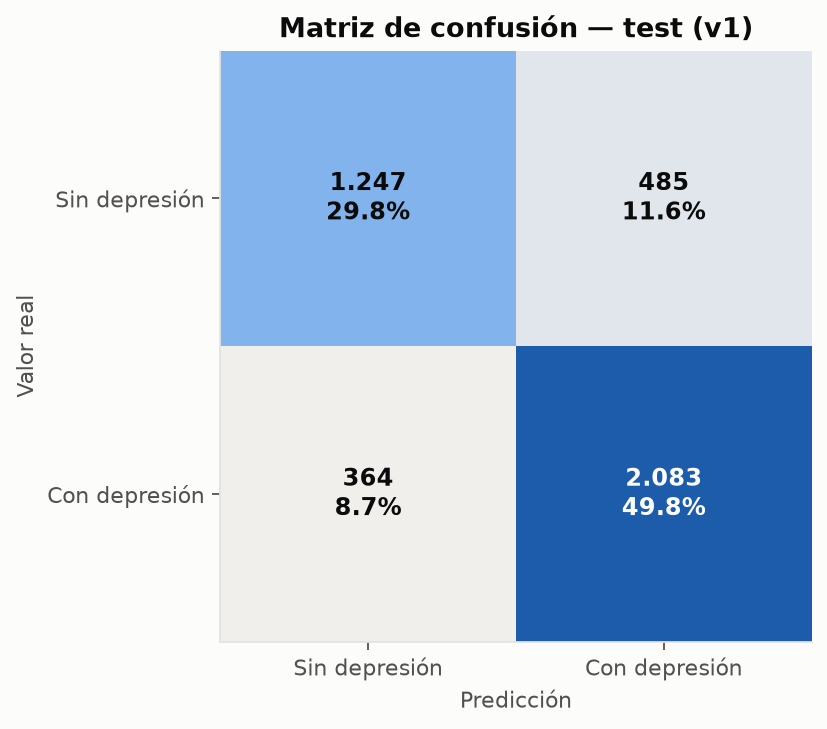 Matriz de confusión — test (v1)
Sin depresión
1.247
29.8%
485
11.6%
Valor real
Con depresión
364
8.7%
2.083
49.8%
Sin depresión
Con depresión
Predicción